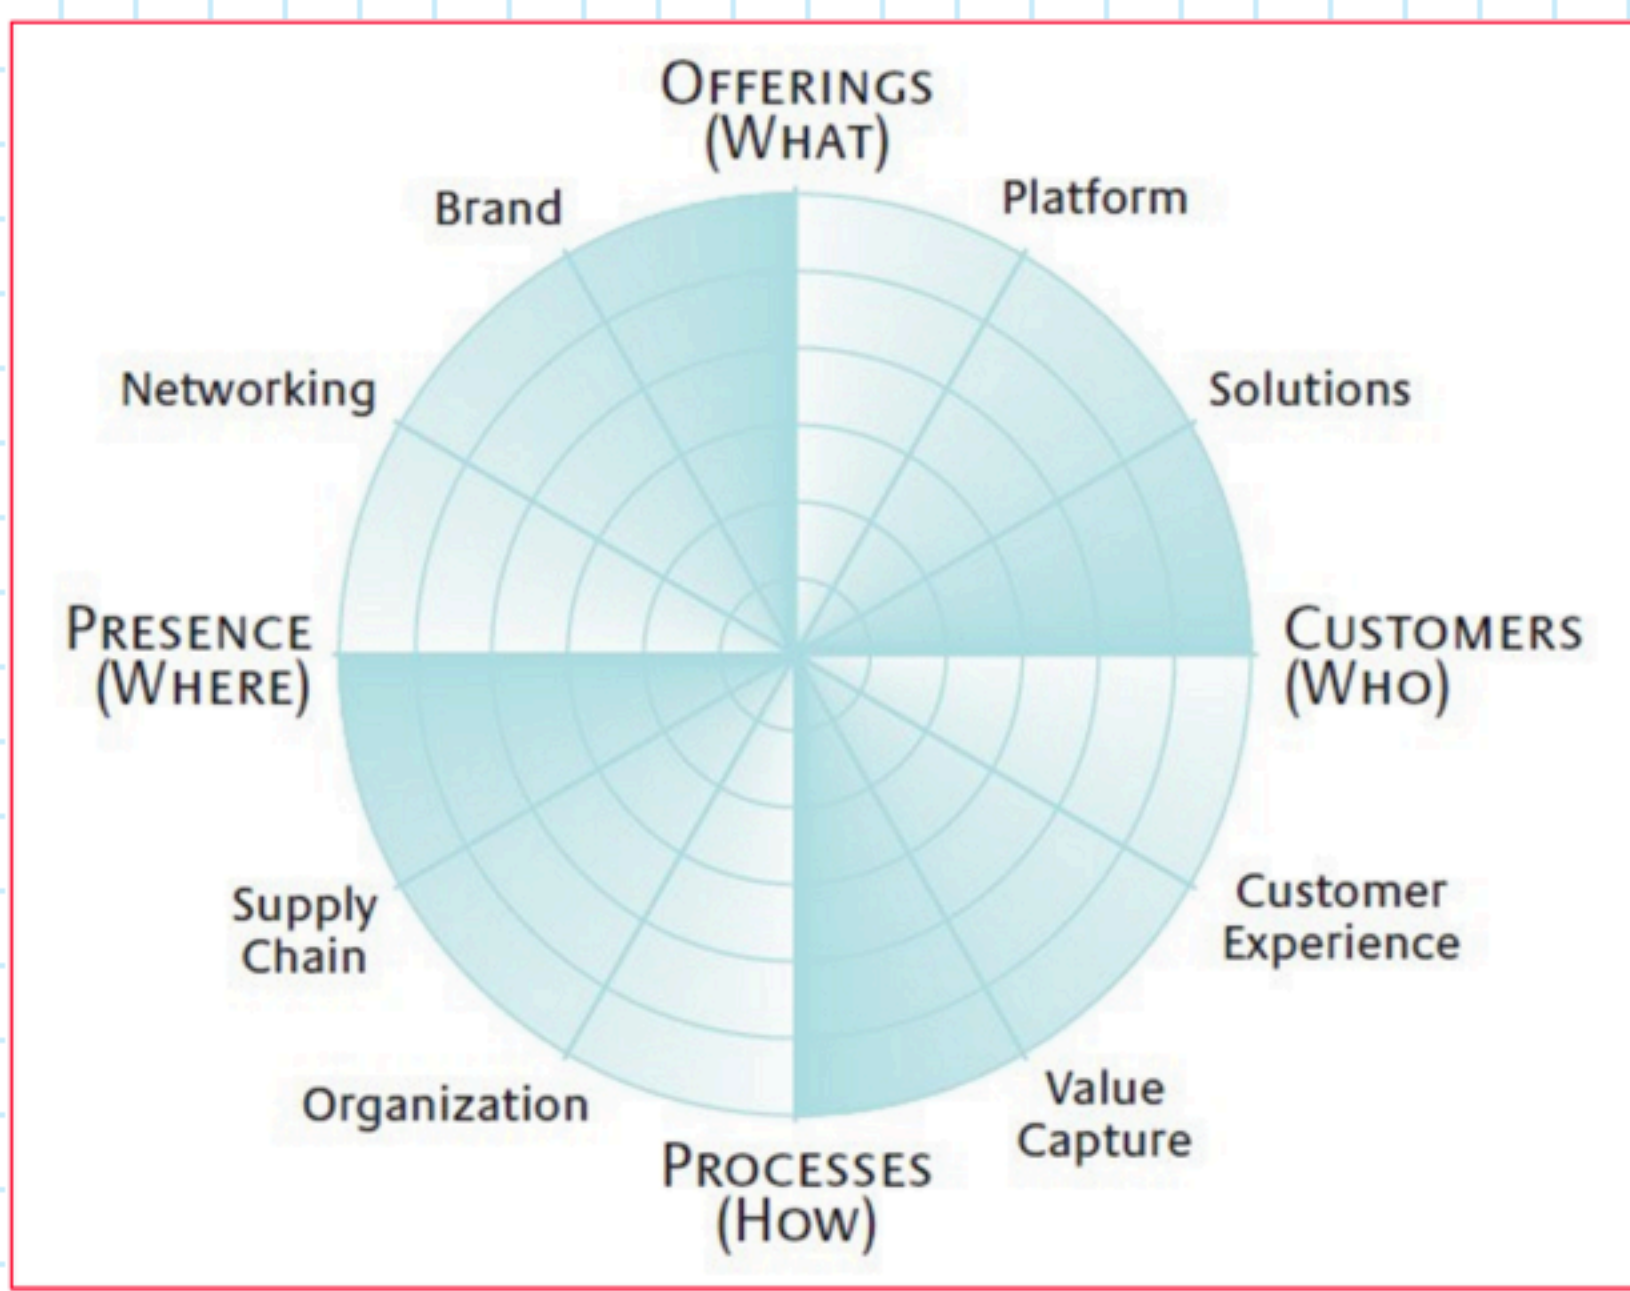 OFFERINGS
(WHAT)
Brand
Platform
Networking
Solutions
PRESENCE
(WHERE)
CUSTOMERS
(WHO)
Supply
Chain
Customer
Experience
Organization
Value
Capture
PROCESSES
(HOW)